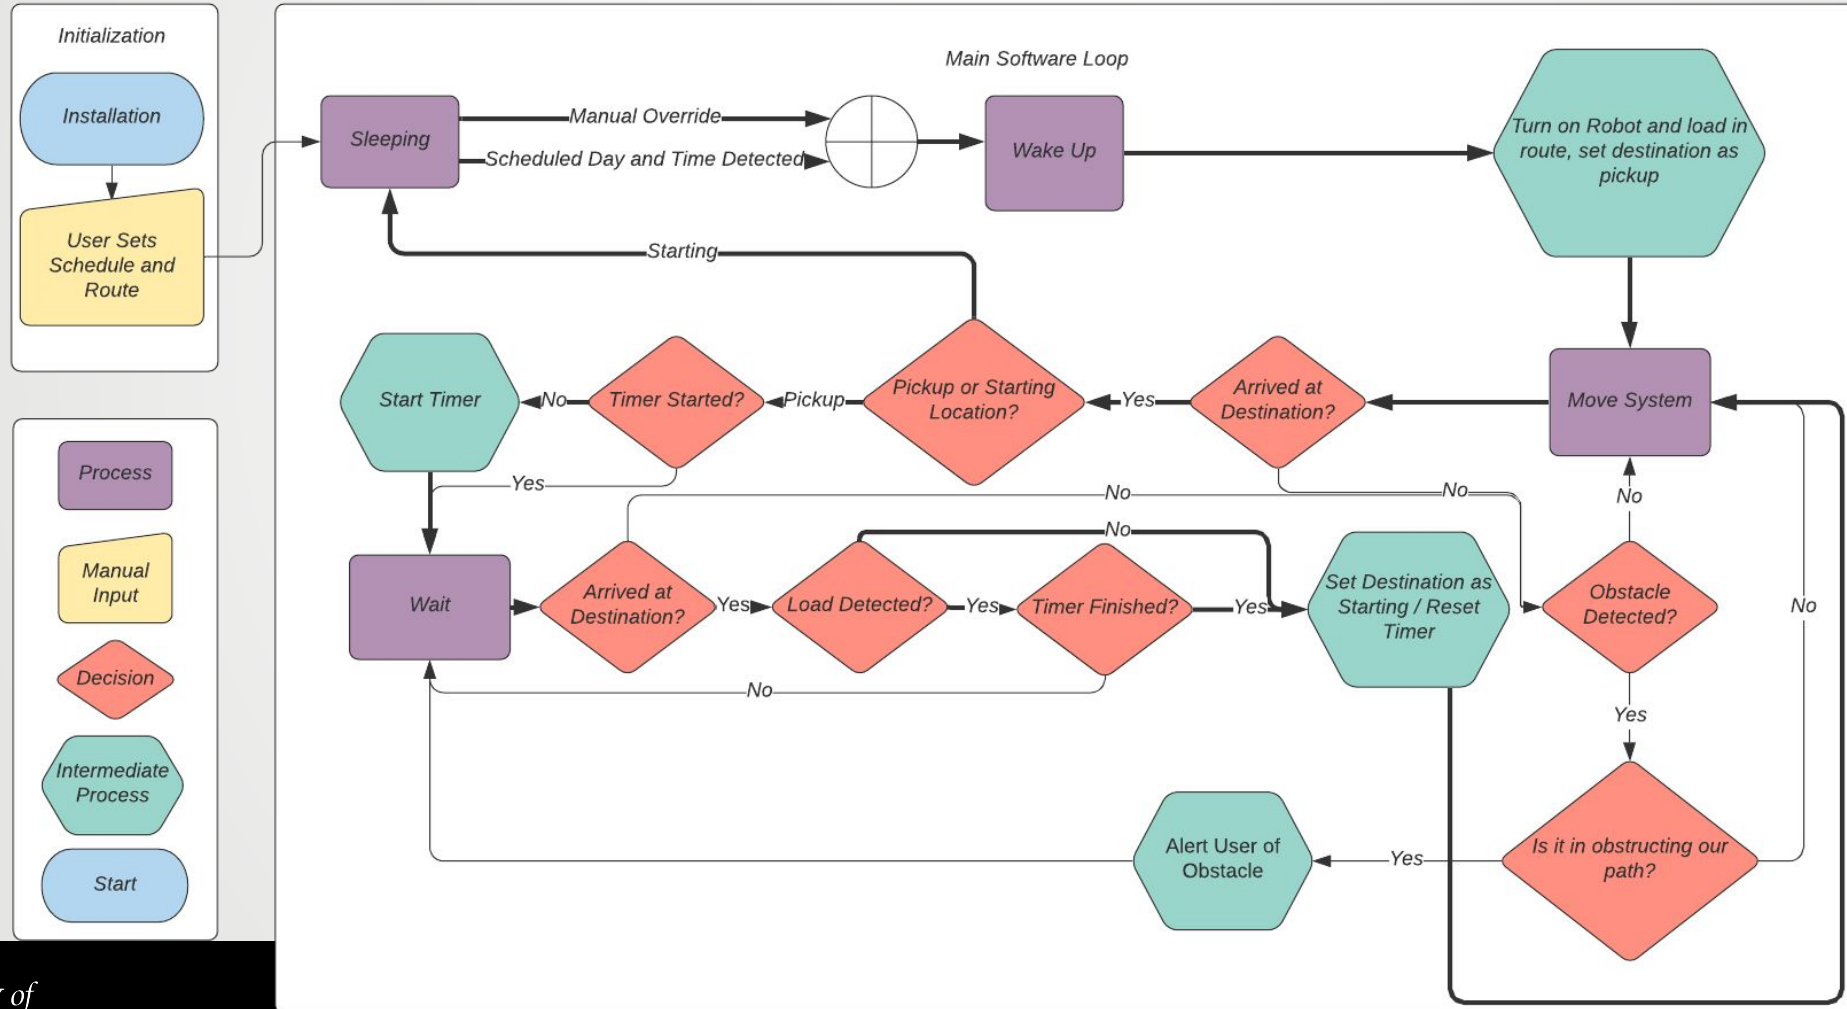 Initialization
Installation
User Sets
Schedule and
Route
Process
Manual
Input
Decision
Intermediate
Process
Start
of
Main Software Loop
Sleeping
Manual Override
Scheduled Day and Time Detected
Wake Up
Turn on Robot and load in
route, set destination as
pickup
Starting
Start Timer
No
Timer Started?
Pickup
Pickup or Starting
Location?
Yes
Arrived at
Destination?
Move System
Yes
No
No
No
No
Wait
Arrived at
Destination?
Yes
Load Detected?
Yes
Timer Finished?
Yes
Set Destination as
Starting / Reset
Timer
Obstacle
Detected?
No
No
Yes
Alert User of
Obstacle
Yes
Is it in obstructing our
path?